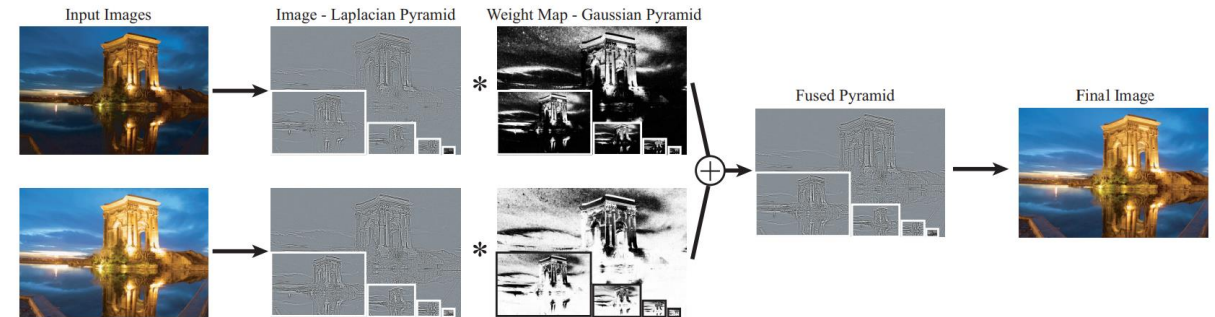 Input Images
Image - Laplacian Pyramid
Weight Map - Gaussian Pyramid
*
Fused Pyramid
Final Image
+
*